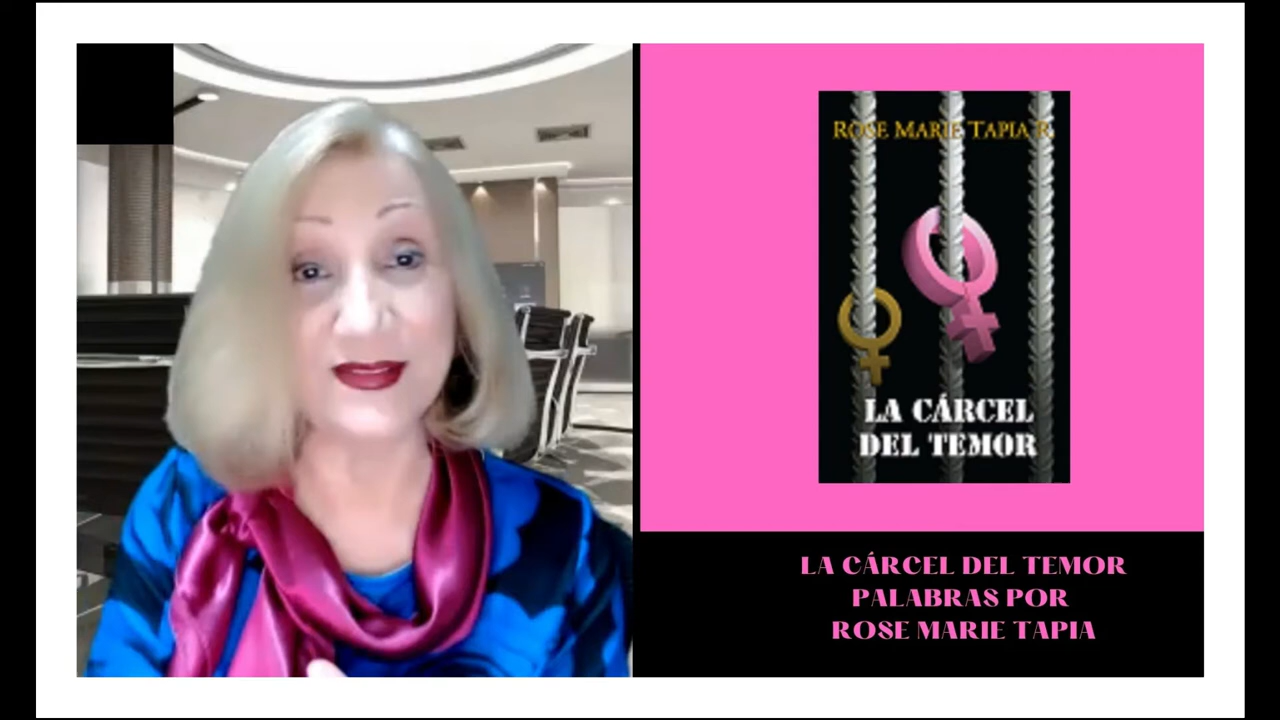 ROSE MARIE TAPIA R.
LA CÁRCEL
DEL TEMOR
LA CÁRCEL DEL TEMOR
PALABRAS POR
ROSE MARIE TAPIA